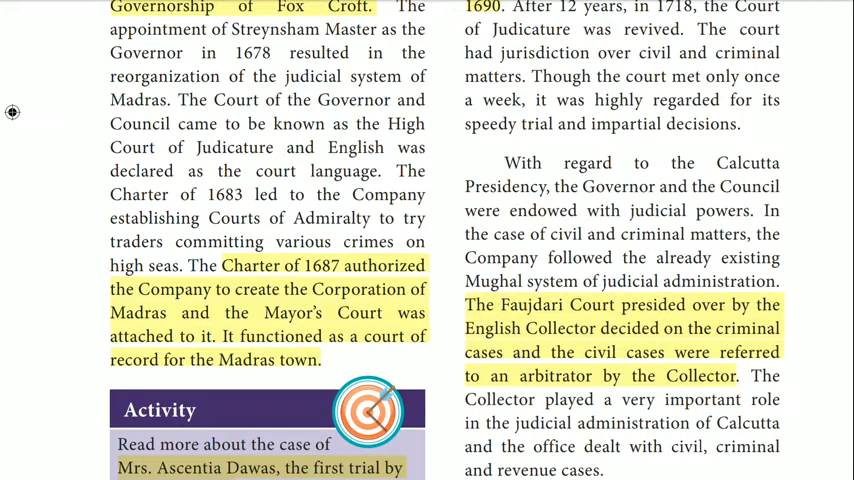 Governorship of Fox Croft. The
appointment of Streynsham Master as the
Governor in 1678 resulted in the
reorganization of the judicial system of
Madras. The Court of the Governor and
Council came to be known as the High
Court of Judicature and English was
declared as the court language. The
Charter of 1683 led to the Company
establishing Courts of Admiralty to try
traders committing various crimes on
high seas. The Charter of 1687 authorized
the Company to create the Corporation of
Madras and the Mayor's Court was
attached to it. It functioned as a court of
record for the Madras town.
Activity
Read more about the case of
Mrs. Ascentia Dawas, the first trial by
1690. After 12 years, in 1718, the Court
of Judicature was revived. The court
had jurisdiction over civil and criminal
matters. Though the court met only once
a week, it was highly regarded for its
speedy trial and impartial decisions.
With regard to the Calcutta
Presidency, the Governor and the Council
were endowed with judicial powers. In
the case of civil and criminal matters, the
Company followed the already existing
Mughal system of judicial administration.
The Faujdari Court presided over by the
English Collector decided on the criminal
cases and the civil cases were referred
to an arbitrator by the Collector. The
Collector played a very important role
in the judicial administration of Calcutta
and the office dealt with civil, criminal
and revenue cases.